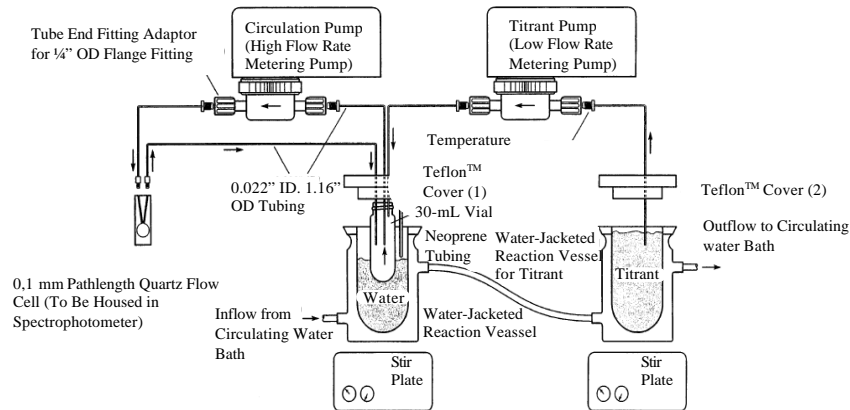 Tube End Fitting Adaptor
for ¼” OD Flange Fitting
Circulation Pump
(High Flow Rate
Metering Pump)
Titrant Pump
(Low Flow Rate
Metering Pump)
Temperature
0.022” ID. 1.16”
OD Tubing
Teflon™
Cover (1)
30-mL Vial
Neoprene
Tubing
Water-Jacketed
Reaction Vessel
for Titrant
Teflon™ Cover (2)
Outflow to Circulating
water Bath
Titrant
Water
0,1 mm Pathlength Quartz Flow
Cell (To Be Housed in
Spectrophotometer)
Inflow from
Circulating Water
Bath
Water-Jacketed
Reaction Veassel
Stir
Plate
Stir
Plate